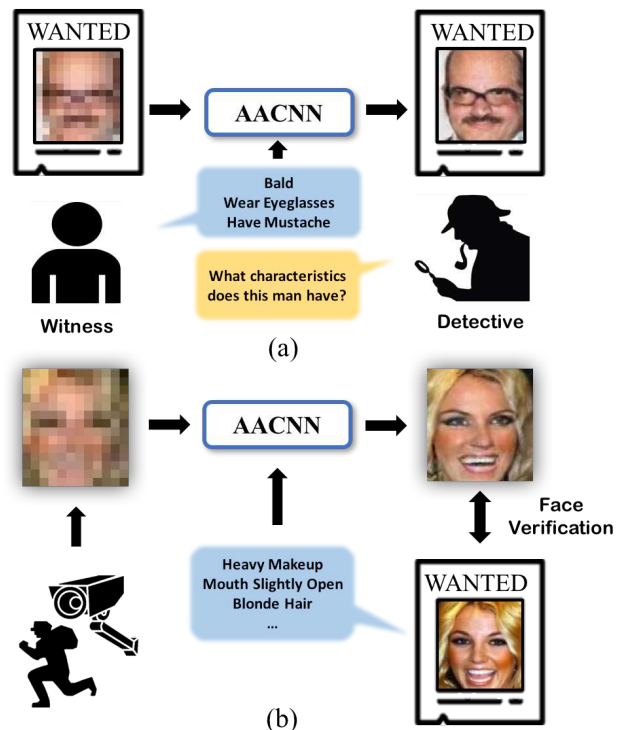 WANTED
WANTED
AACNN
Bald
Wear Eyeglasses
Have Mustache
What characteristics
does this man have?
Witness
Detective
(a)
AACNN
Face
Verification
Heavy Makeup
Mouth Slightly Open
Blonde Hair
...
WANTED
(b)